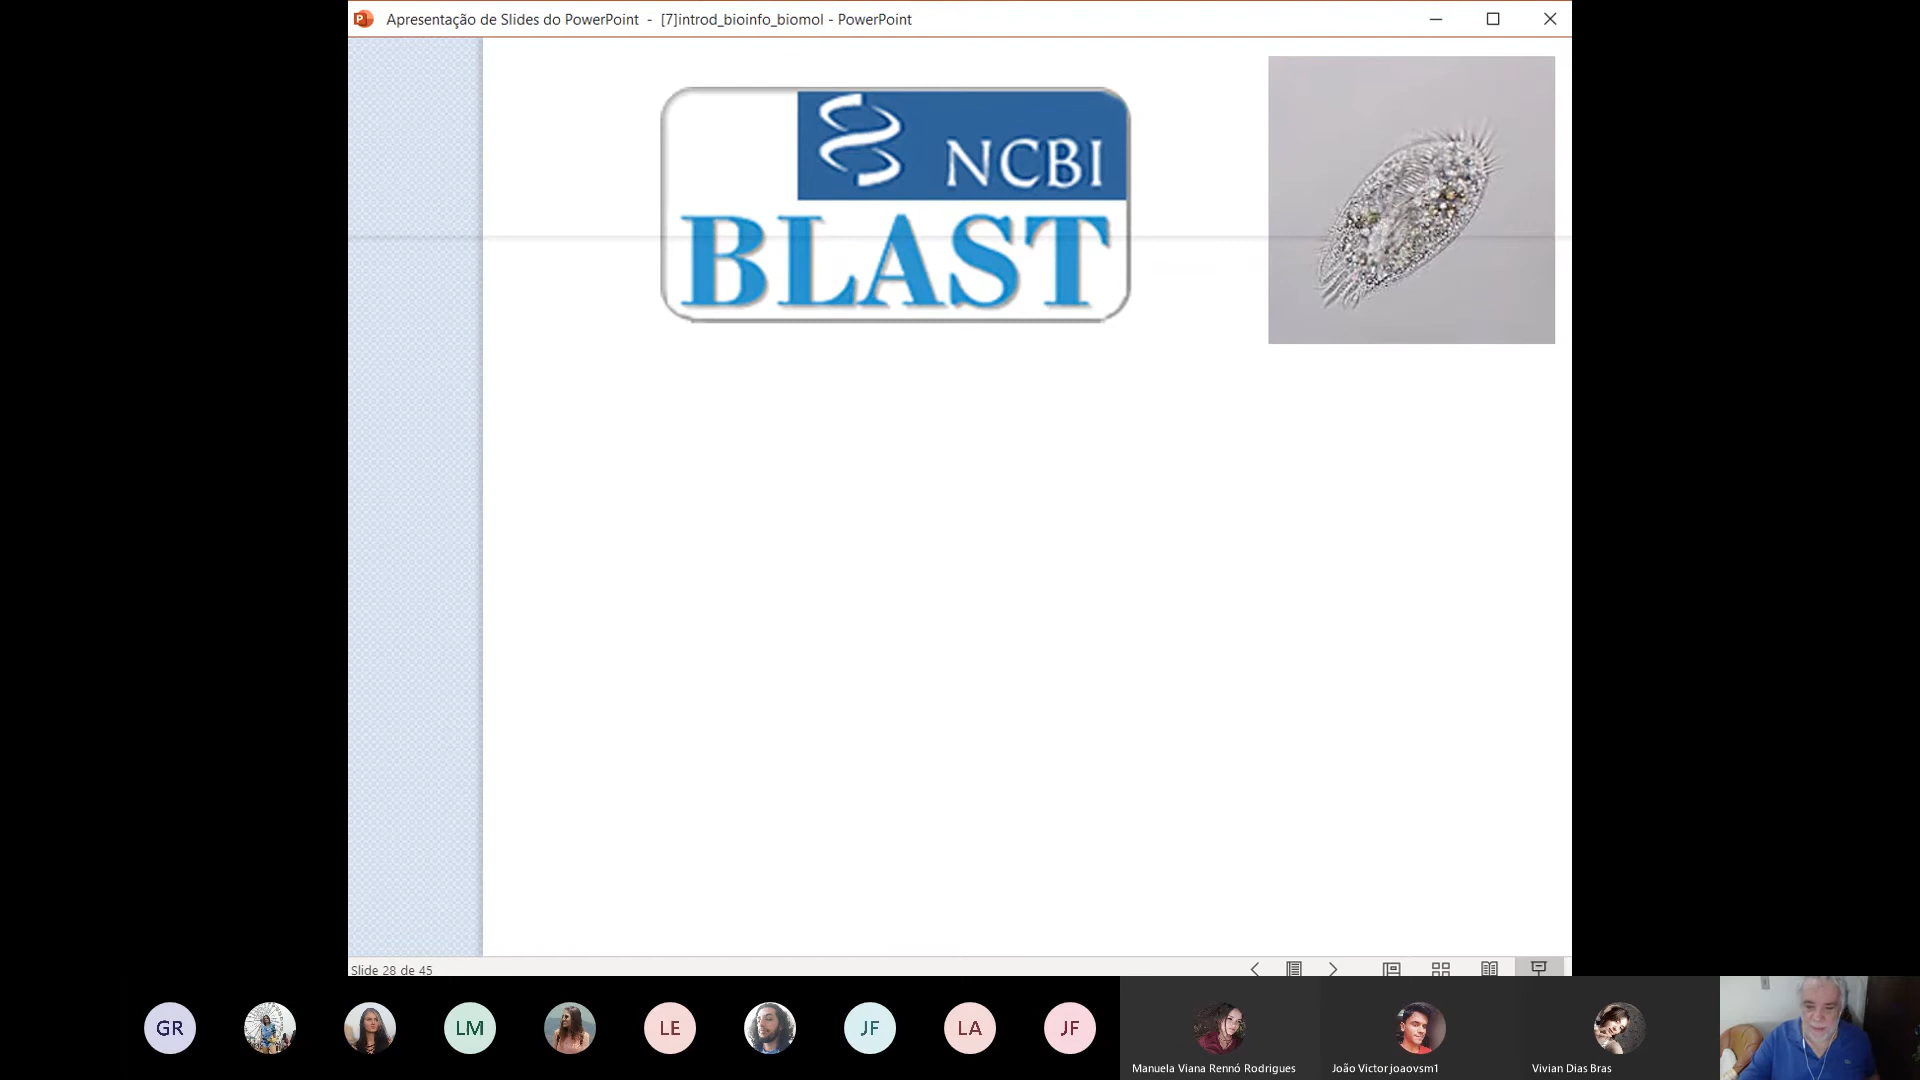 Apresentação de Slides do PowerPoint - [7]introd_bioinfo_biomol - PowerPoint
NCBI
BLAST
Slide 28 de 45
GR
LM
LE
JF
LA
JF
Manuela Viana Rennó Rodrigues
João Victor joaovsm1
Vivian Dias Bras